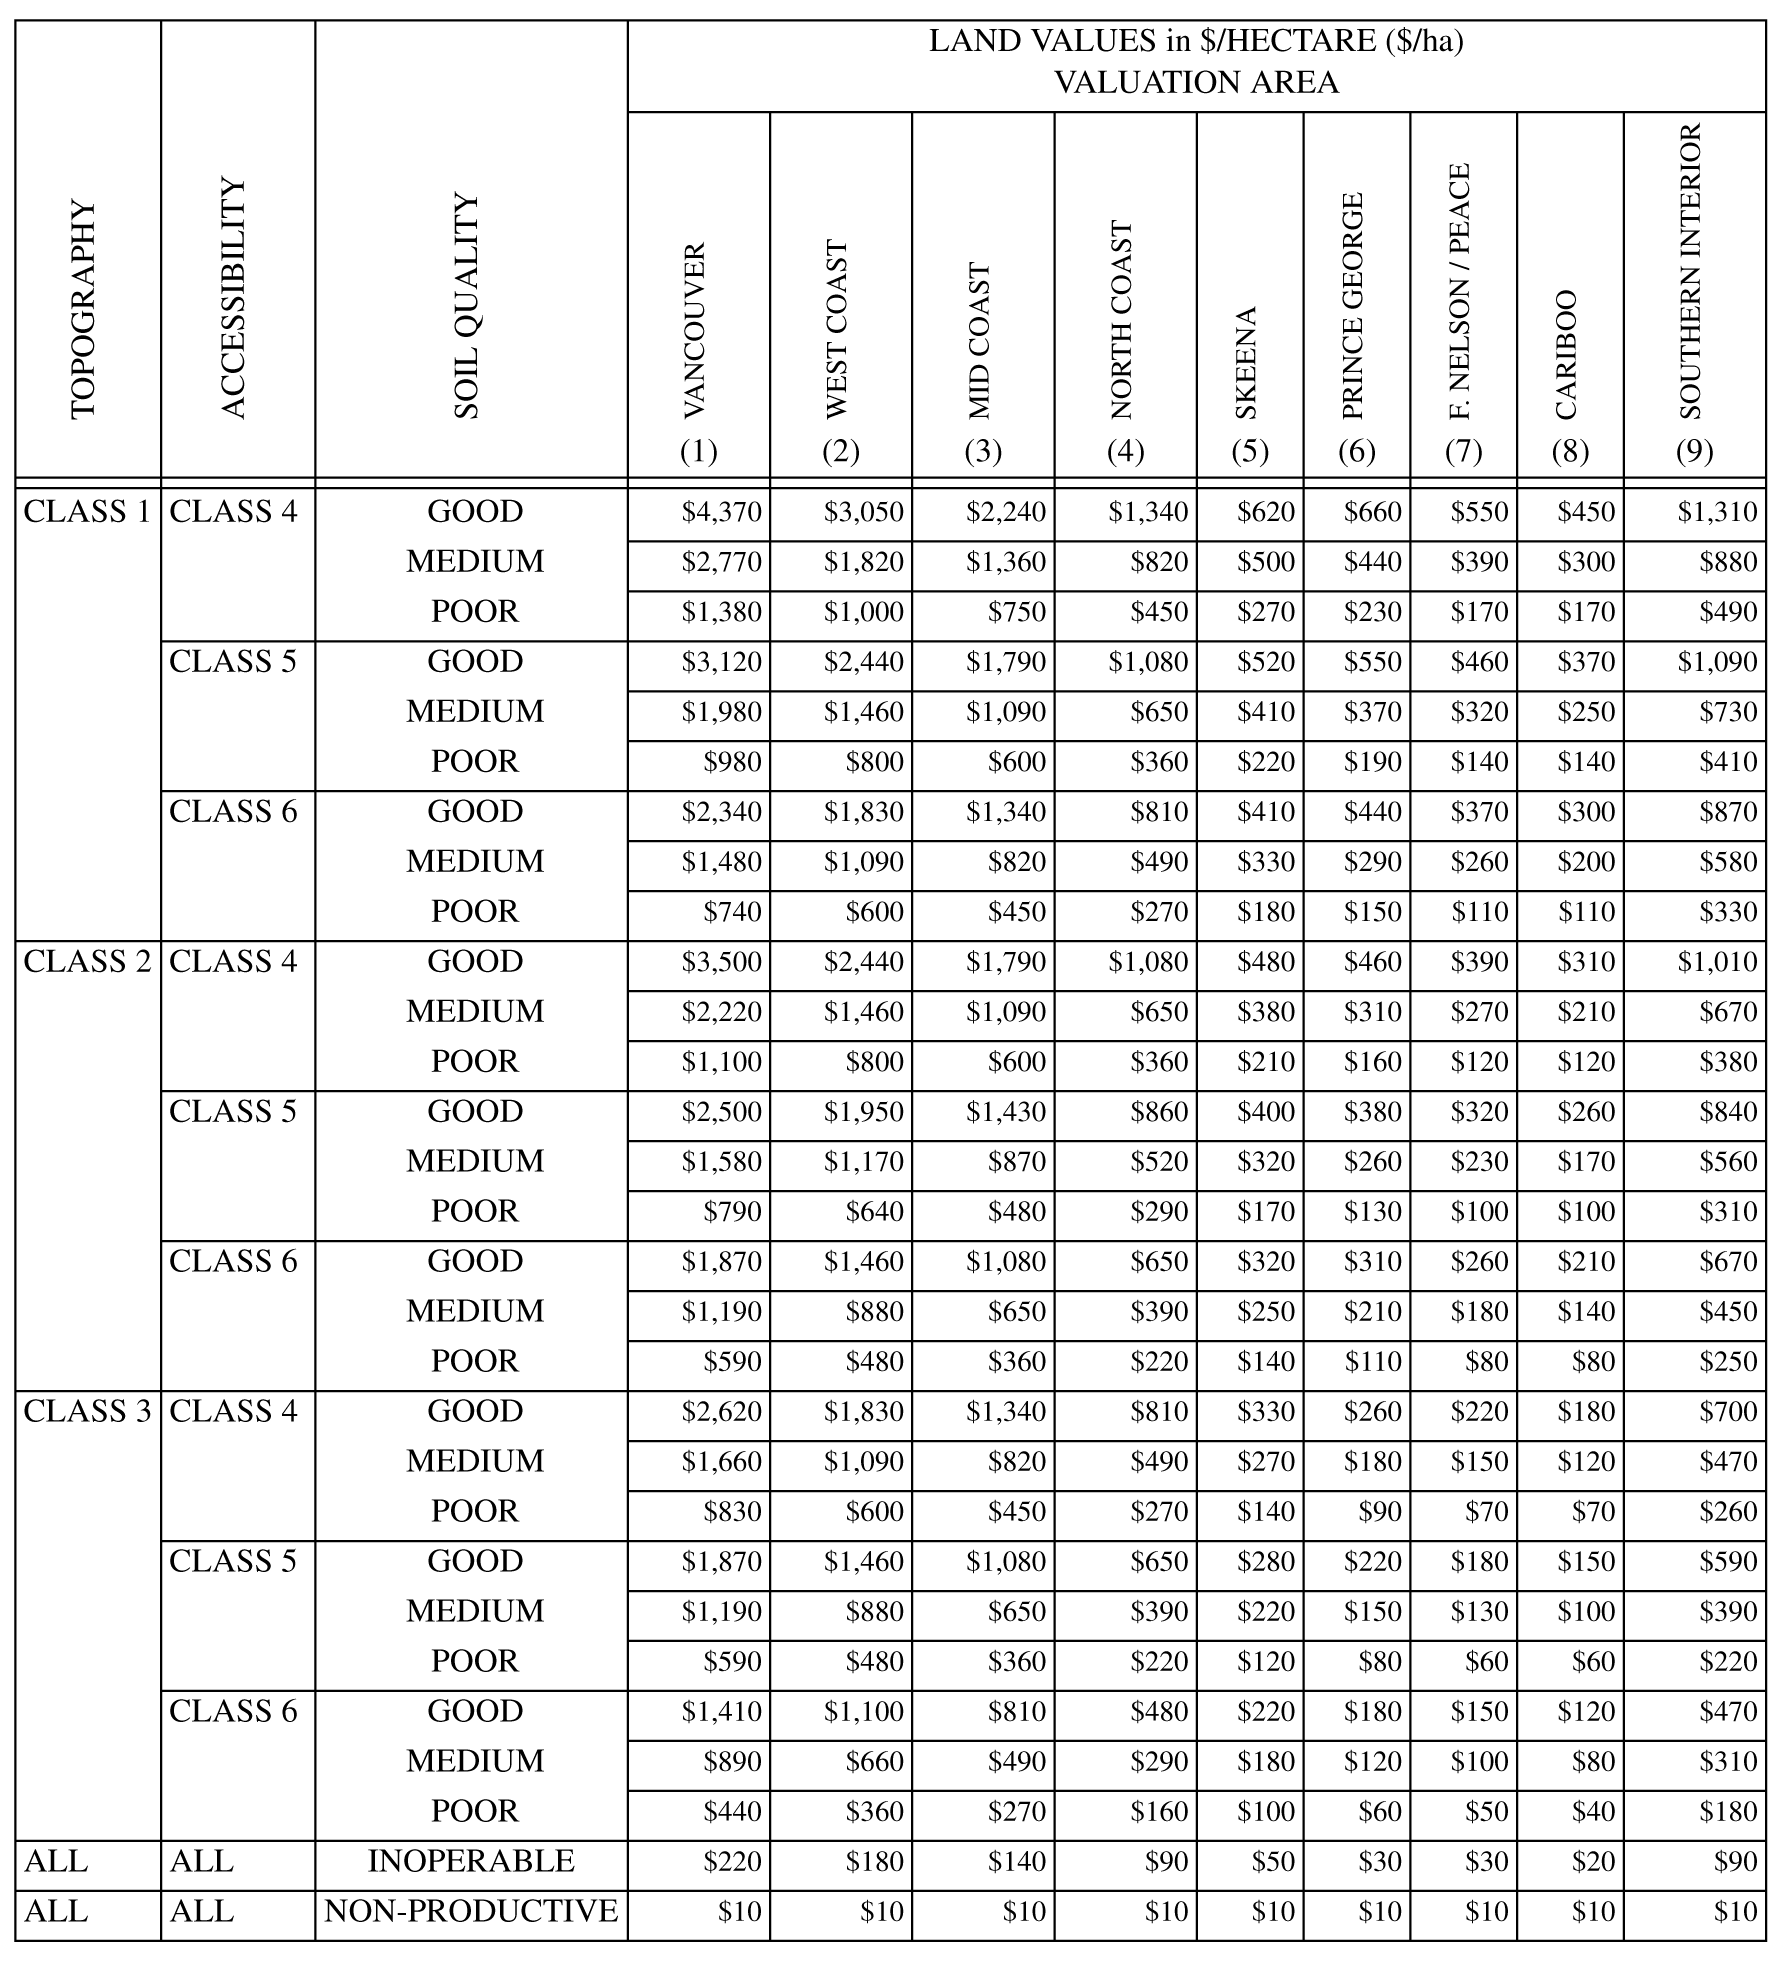 LAND VALUES in $/HECTARE ($/ha)
VALUATION AREA
TOPOGRAPHY ACCESSIBILITY SOIL QUALITY VANCOUVER WEST COAST MID COAST NORTH COAST SKEENA PRINCE GEORGE F. NELSON / PEACE CARIBOO SOUTHERN INTERIOR
(1) (2) (3) (4) (5) (6) (7) (8) (9)
CLASS 1 CLASS 4 GOOD $4,370 $3,050 $2,240 $1,340 $620 $660 $550 $450 $1,310
MEDIUM $2,770 $1,820 $1,360 $820 $500 $440 $390 $300 $880
POOR $1,380 $1,000 $750 $450 $270 $230 $170 $170 $490
CLASS 5 GOOD $3,120 $2,440 $1,790 $1,080 $520 $550 $460 $370 $1,090
MEDIUM $1,980 $1,460 $1,090 $650 $410 $370 $320 $250 $730
POOR $980 $800 $600 $360 $220 $190 $140 $140 $410
CLASS 6 GOOD $2,340 $1,830 $1,340 $810 $410 $440 $370 $300 $870
MEDIUM $1,480 $1,090 $820 $490 $330 $290 $260 $200 $580
POOR $740 $600 $450 $270 $180 $150 $110 $110 $330
CLASS 2 CLASS 4 GOOD $3,500 $2,440 $1,790 $1,080 $480 $460 $390 $310 $1,010
MEDIUM $2,220 $1,460 $1,090 $650 $380 $310 $270 $210 $670
POOR $1,100 $800 $600 $360 $210 $160 $120 $120 $380
CLASS 5 GOOD $2,500 $1,950 $1,430 $860 $400 $380 $320 $260 $840
MEDIUM $1,580 $1,170 $870 $520 $320 $260 $230 $170 $560
POOR $790 $640 $480 $290 $170 $130 $100 $100 $310
CLASS 6 GOOD $1,870 $1,460 $1,080 $650 $320 $310 $260 $210 $670
MEDIUM $1,190 $880 $650 $390 $250 $210 $180 $140 $450
POOR $590 $480 $360 $220 $140 $110 $80 $80 $250
CLASS 3 CLASS 4 GOOD $2,620 $1,830 $1,340 $810 $330 $260 $220 $180 $700
MEDIUM $1,660 $1,090 $820 $490 $270 $180 $150 $120 $470
POOR $830 $600 $450 $270 $140 $90 $70 $70 $260
CLASS 5 GOOD $1,870 $1,460 $1,080 $650 $280 $220 $180 $150 $590
MEDIUM $1,190 $880 $650 $390 $220 $150 $130 $100 $390
POOR $590 $480 $360 $220 $120 $80 $60 $60 $220
CLASS 6 GOOD $1,410 $1,100 $810 $480 $220 $180 $150 $120 $470
MEDIUM $890 $660 $490 $290 $180 $120 $100 $80 $310
POOR $440 $360 $270 $160 $100 $60 $50 $40 $180
ALL ALL INOPERABLE $220 $180 $140 $90 $50 $30 $30 $20 $90
ALL ALL NON-PRODUCTIVE $10 $10 $10 $10 $10 $10 $10 $10 $10